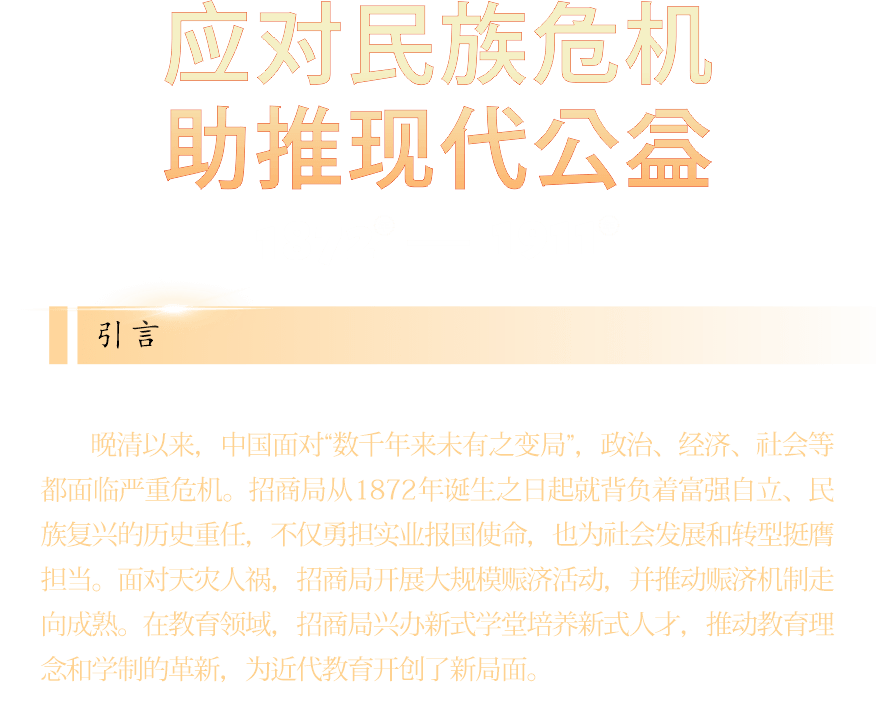 应对民族危机
助推现代公益
引言
晚清以来，中国面对“数千年来未有之变局”，政治、经济、社会等
都面临严重危机。招商局从1872年诞生之日起就背负着富强自立、民
族复兴的历史重任，不仅勇担实业报国使命，也为社会发展和转型挺膺
担当。面对天灾人祸，招商局开展大规模赈济活动，并推动赈济机制走
向成熟。在教育领域，招商局兴办新式学堂培养新式人才，推动教育理
念和学制的革新，为近代教育开创了新局面。